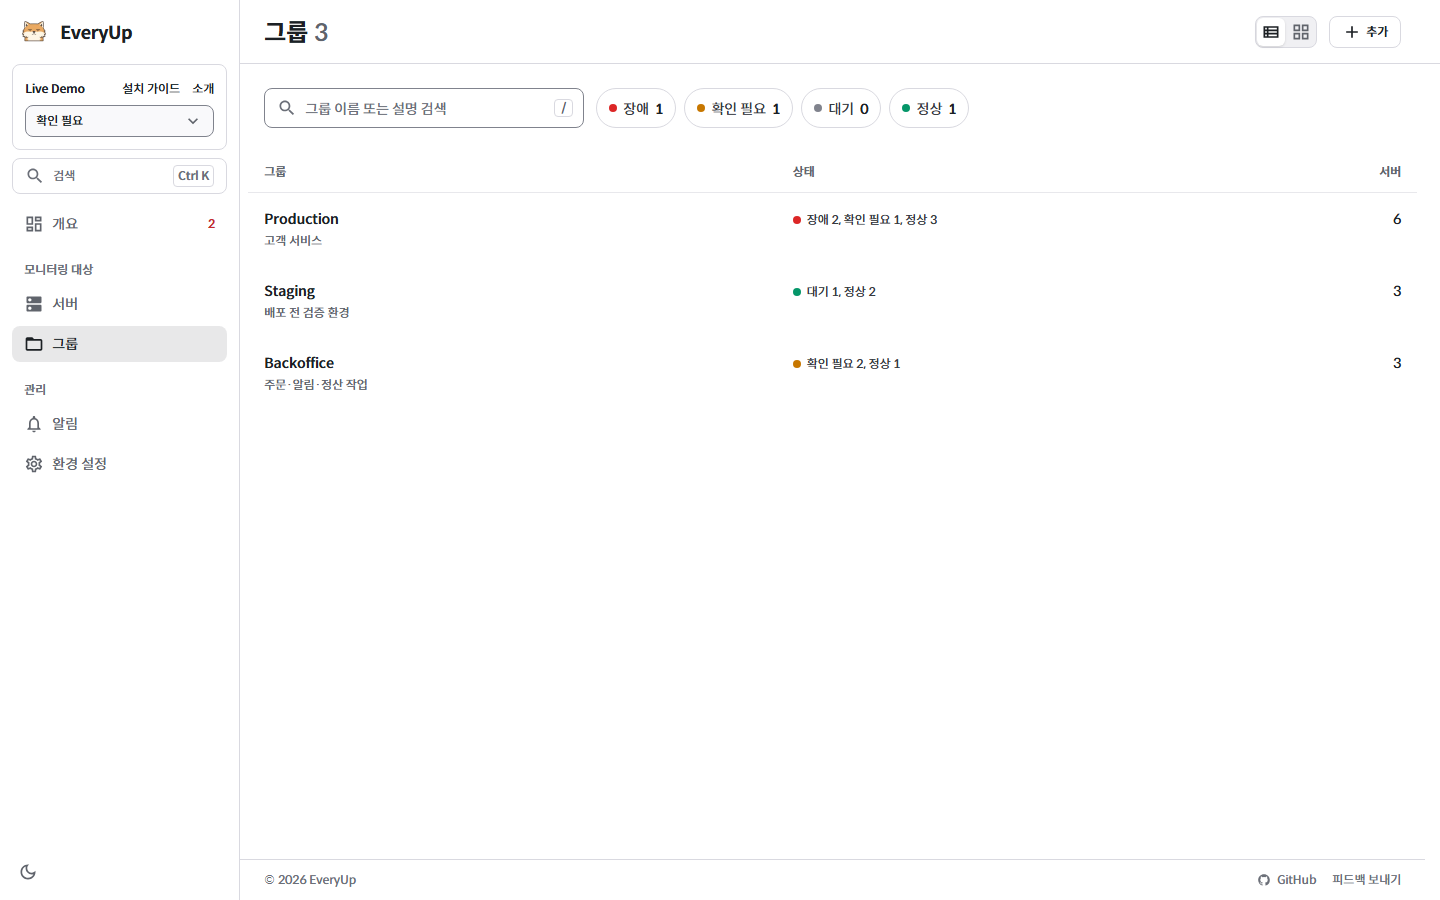 EveryUp
Live Demo 설치 가이드 소개
확인 필요
검색 Ctrl K
개요 2
모니터링 대상
서버
그룹
관리
알림
환경 설정
그룹 3
추가
그룹 이름 또는 설명 검색 /
장애 1 확인 필요 1 대기 0 정상 1
그룹 상태 서버
Production 장애 2, 확인 필요 1, 정상 3 6
고객 서비스
Staging 대기 1, 정상 2 3
배포 전 검증 환경
Backoffice 확인 필요 2, 정상 1 3
주문·알림·정산 작업
© 2026 EveryUp GitHub 피드백 보내기